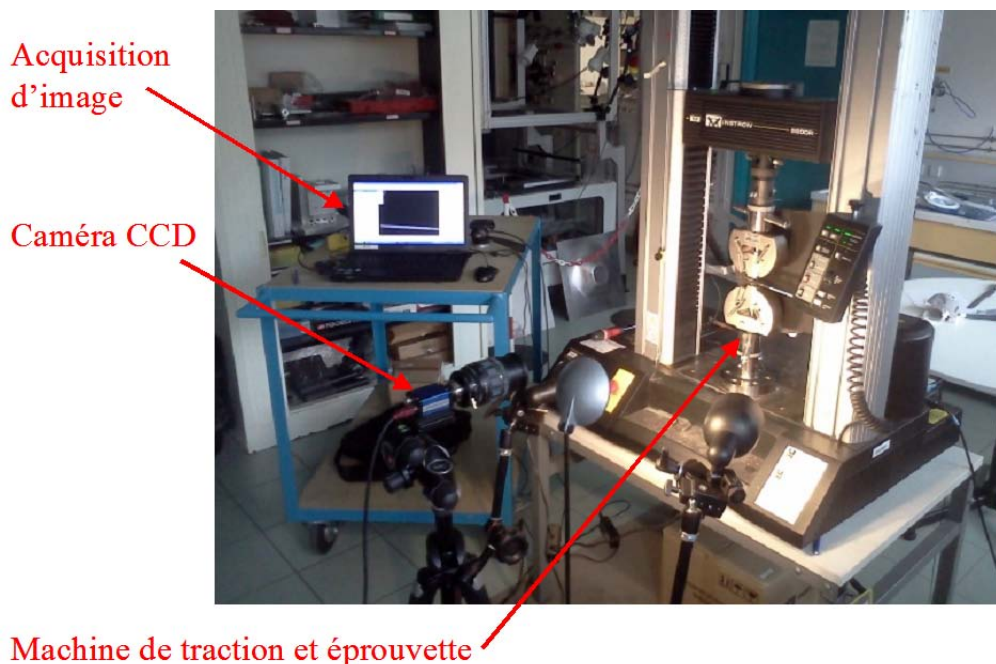 Acquisition
d'image
Caméra CCD
INSTRON
Machine de traction et éprouvette